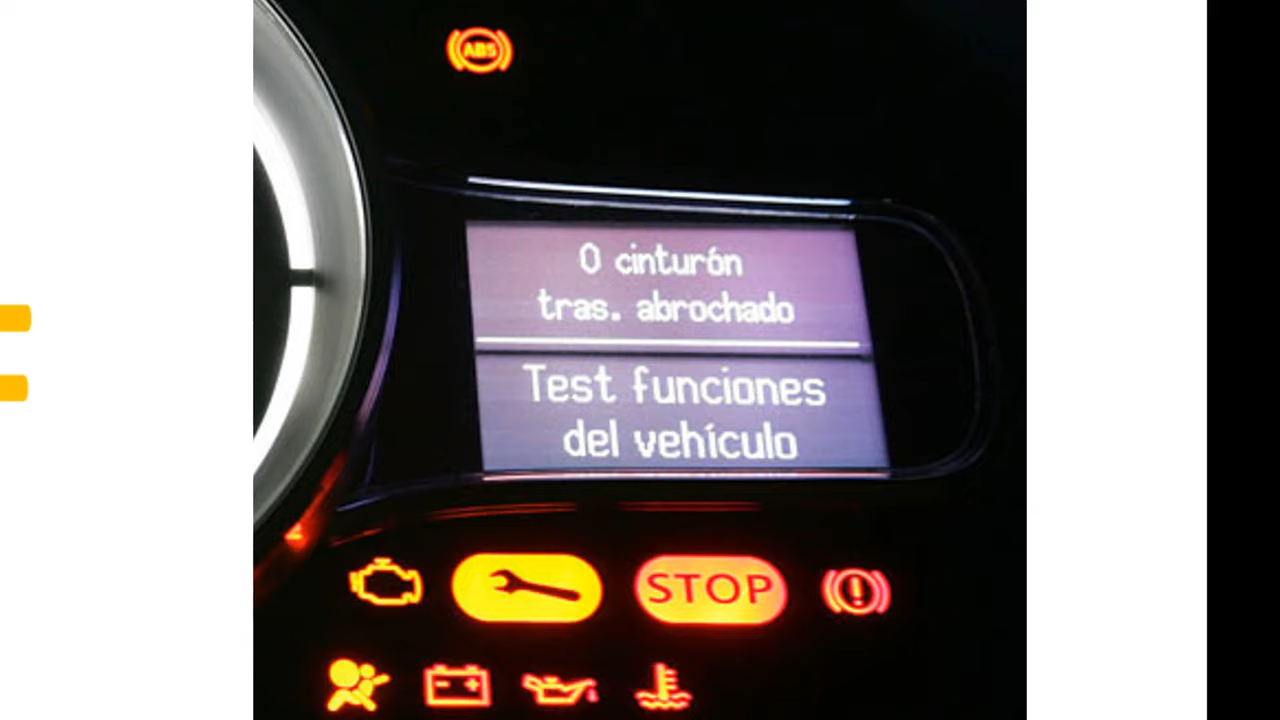 ABS
0 cinturón
tras. abrochado
Test funciones
del vehículo
STOP